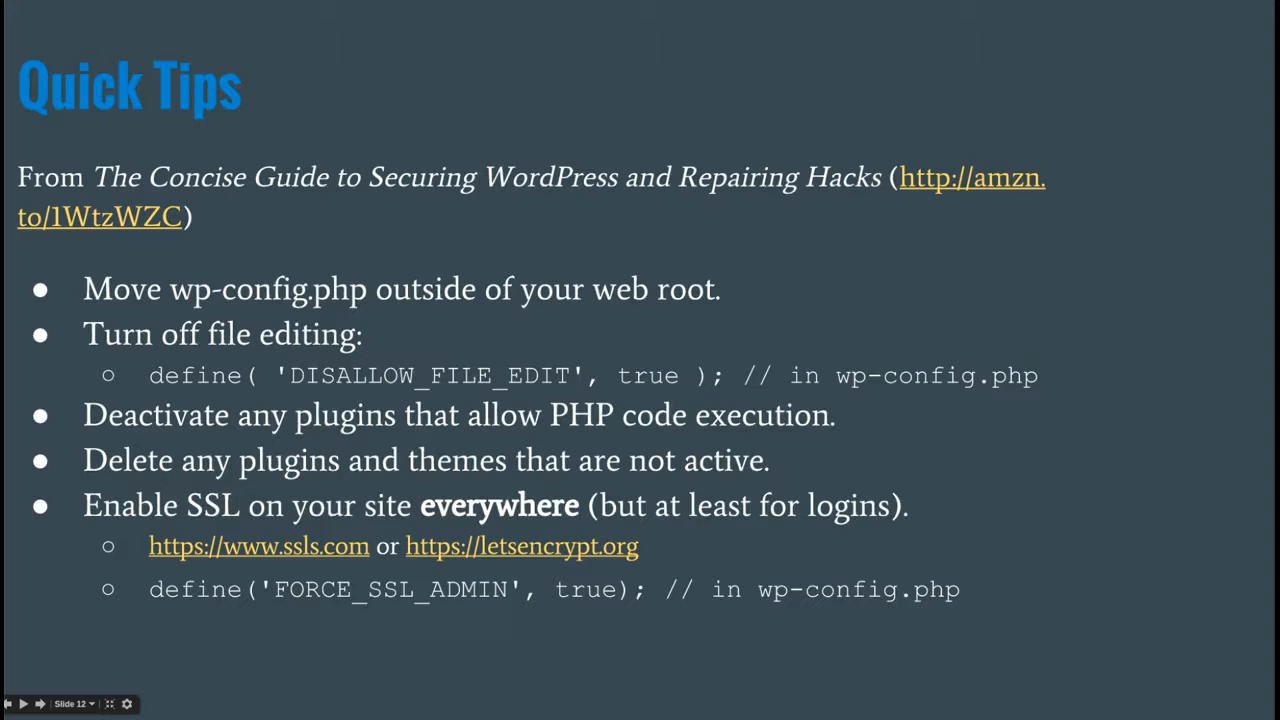 Quick Tips
From The Concise Guide to Securing WordPress and Repairing Hacks (http://amzn.
to/1WtzWZC)
● Move wp-config.php outside of your web root.
● Turn off file editing:
○ define( 'DISALLOW_FILE_EDIT', true ); // in wp-config.php
● Deactivate any plugins that allow PHP code execution.
● Delete any plugins and themes that are not active.
● Enable SSL on your site everywhere (but at least for logins).
○ https://www.ssls.com or https://letsencrypt.org
○ define('FORCE_SSL_ADMIN', true); // in wp-config.php
Slide 12